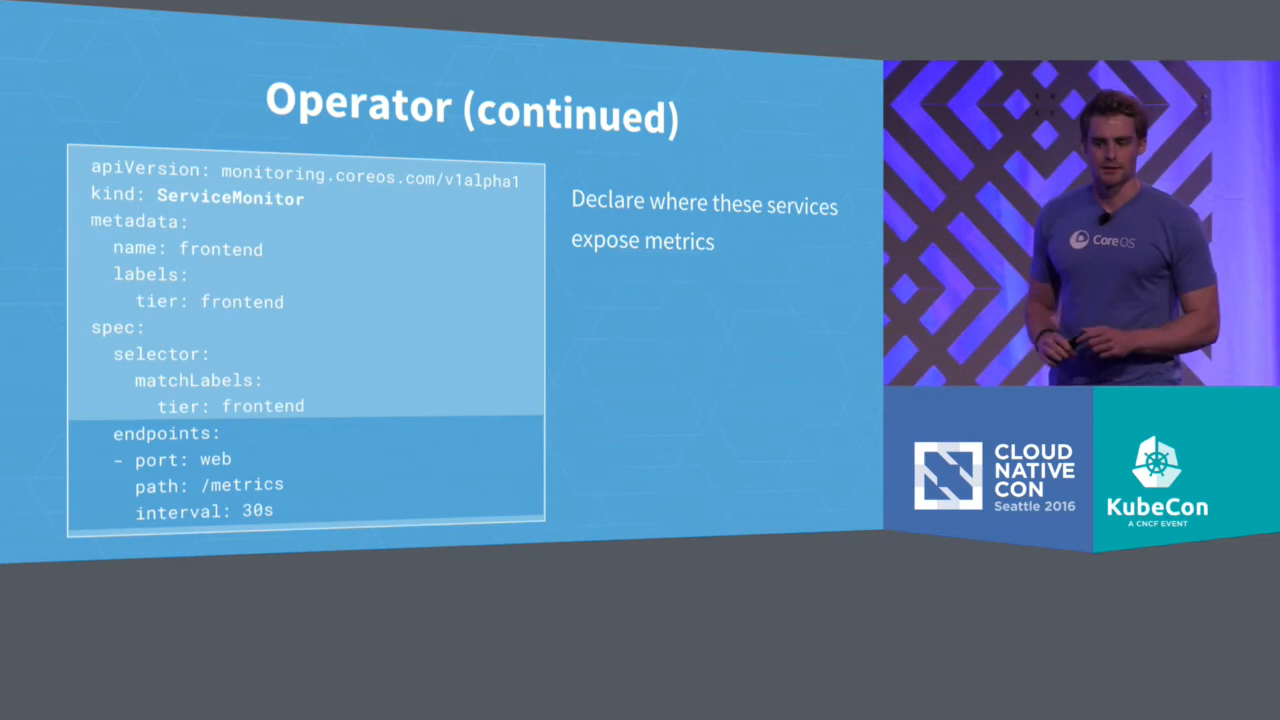 Operator (continued)
apiVersion: monitoring.coreos.com/v1alpha1
kind: ServiceMonitor
metadata:
  name: frontend
  labels:
    tier: frontend
spec:
  selector:
    matchLabels:
      tier: frontend
  endpoints:
  - port: web
    path: /metrics
    interval: 30s
Declare where these services
expose metrics
CoreOS
CLOUD
NATIVE
CON
Seattle 2016
KubeCon
A CNCF EVENT